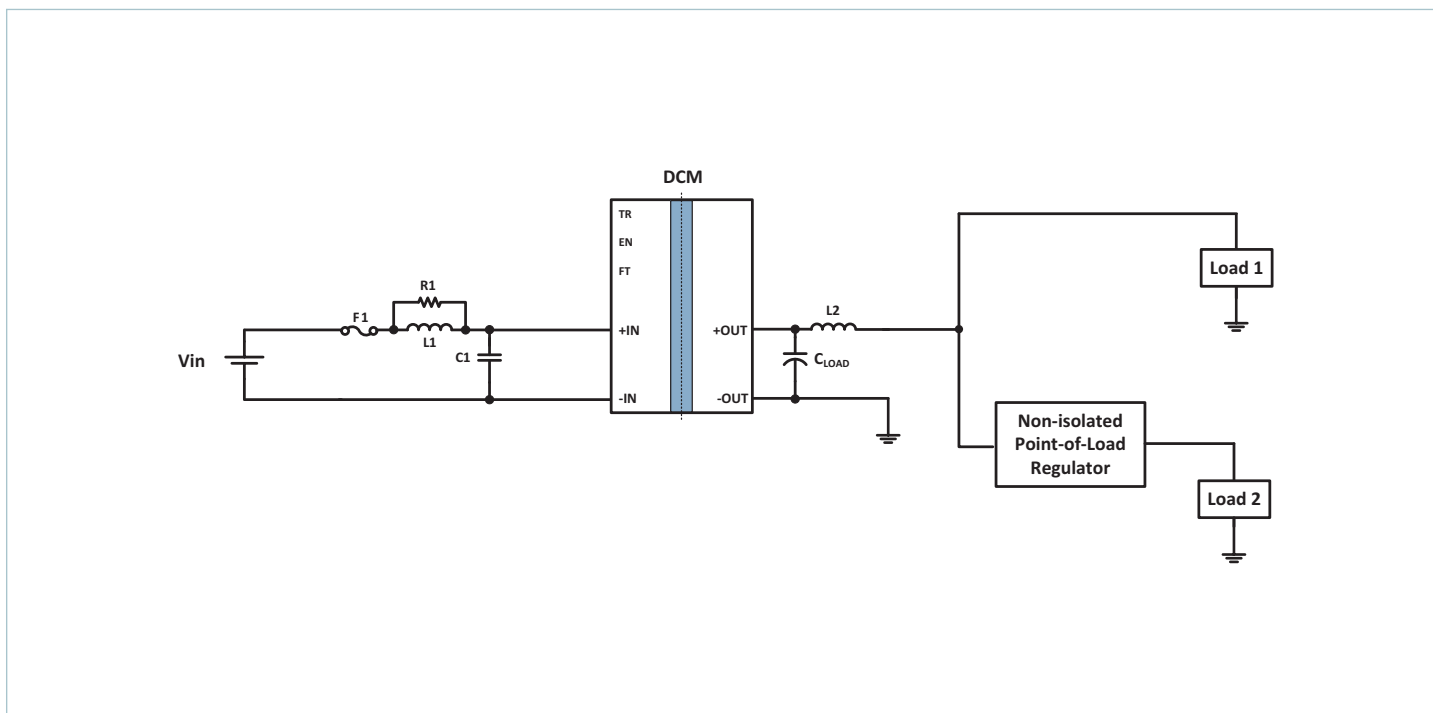 DCM
TR
EN
FT
R1
F1
L1
C1
Vin
+IN
-IN
+OUT
-OUT
L2
CLOAD
Load 1
Non-isolated
Point-of-Load
Regulator
Load 2